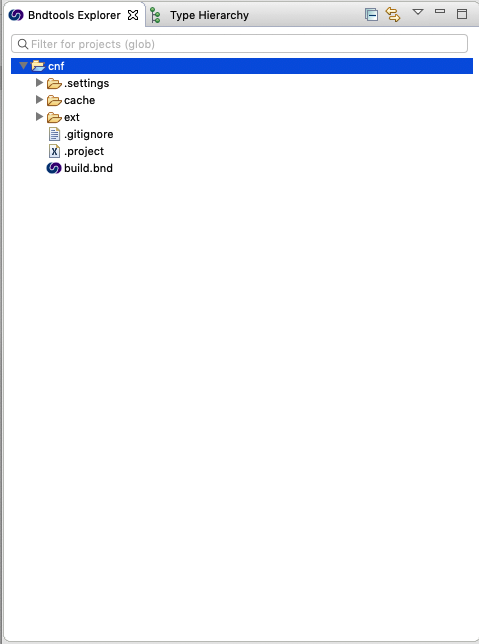 Bndtools Explorer Type Hierarchy
Filter for projects (glob)
cnf
.settings
cache
ext
.gitignore
.project
build.bnd